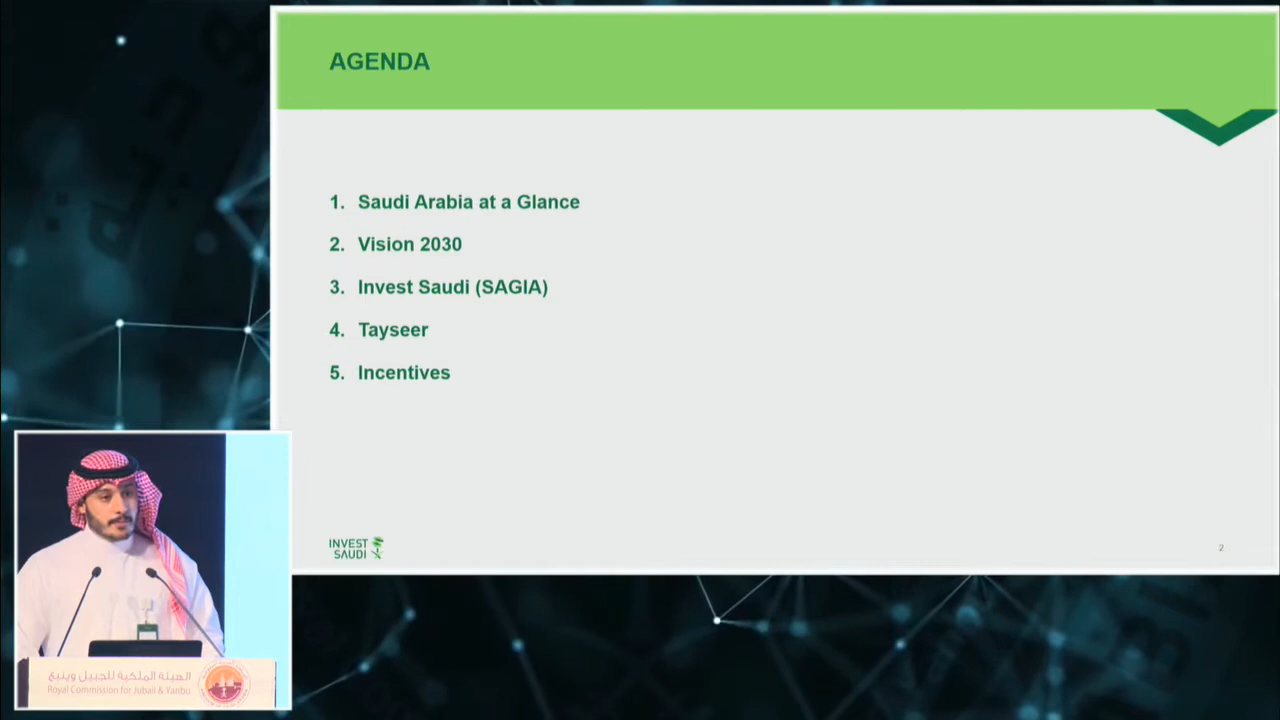 AGENDA
1. Saudi Arabia at a Glance
2. Vision 2030
3. Invest Saudi (SAGIA)
4. Tayseer
5. Incentives
INVEST
SAUDI
2
الهيئة الملكية للجبيل وينبع
Royal Commission for Jubail & Yanbu